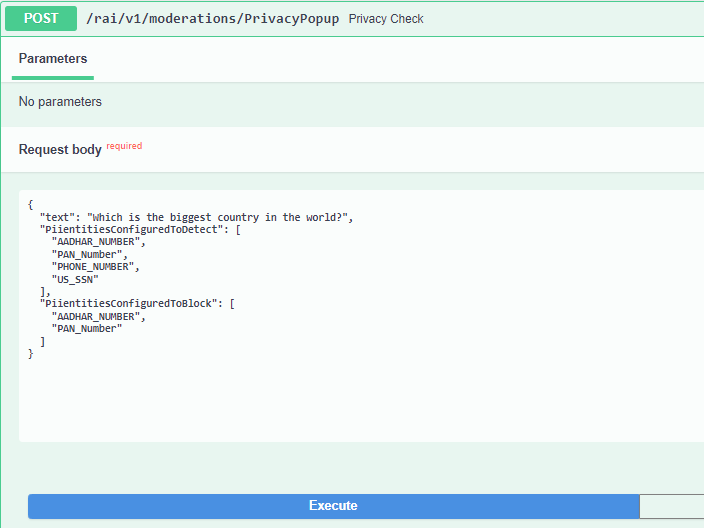 POST /rai/v1/moderations/PrivacyPopup Privacy Check
Parameters
No parameters
Request body required
{
  "text": "Which is the biggest country in the world?",
  "PiientitiesConfiguredToDetect": [
    "AADHAR_NUMBER",
    "PAN_Number",
    "PHONE_NUMBER",
    "US_SSN"
  ],
  "PiientitiesConfiguredToBlock": [
    "AADHAR_NUMBER",
    "PAN_Number"
  ]
}
Execute